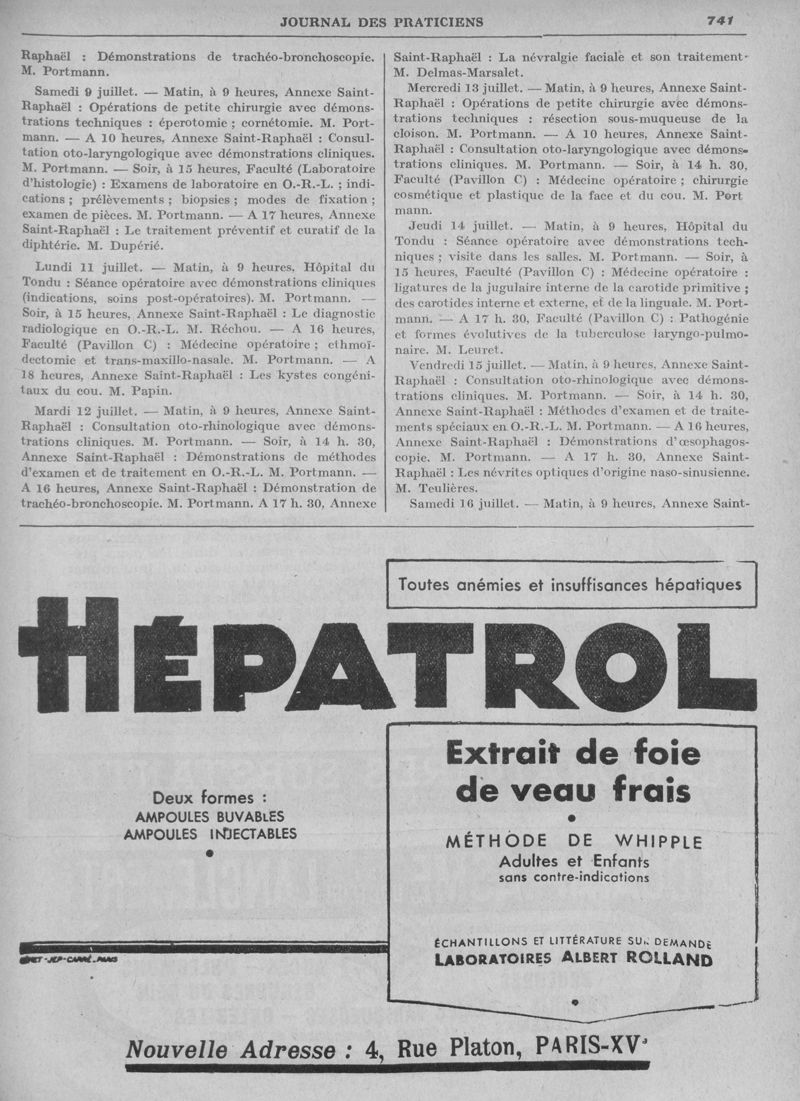 JOURNAL DES PRATICIENS 741
Raphaël : Démonstrations de trachéo-bronchoscopie.
M. Portmann.
Samedi 9 juillet. — Matin, à 9 heures, Annexe Saint-
Raphaël : Opérations de petite chirurgie avec démons-
trations techniques : éperotomie ; cornétomie. M. Port-
mann. — A 10 heures, Annexe Saint-Raphaël : Consul-
tation oto-laryngologique avec démonstrations cliniques.
M. Portmann. — Soir, à 15 heures, Faculté (Laboratoire
d'histologie) : Examens de laboratoire en O.-R.-L. ; indi-
cations ; prélèvements ; biopsies ; modes de fixation ;
examen de pièces. M. Portmann. — A 17 heures, Annexe
Saint-Raphaël : Le traitement préventif et curatif de la
diphtérie. M. Dupérié.
Lundi 11 juillet. — Matin, à 9 heures, Hôpital du
Tondu : Séance opératoire avec démonstrations cliniques
(indications, soins post-opératoires). M. Portmann. —
Soir, à 15 heures, Annexe Saint-Raphaël : Le diagnostic
radiologique en O.-R.-L. M. Réchou. — A 16 heures,
Faculté (Pavillon C) : Médecine opératoire ; ethmoï-
dectomie et trans-maxillo-nasale. M. Portmann. — A
18 heures, Annexe Saint-Raphaël : Les kystes congéni-
taux du cou. M. Papin.
Mardi 12 juillet. — Matin, à 9 heures, Annexe Saint-
Raphaël : Consultation oto-rhinologique avec démons-
trations cliniques. M. Portmann. — Soir, à 14 h. 30,
Annexe Saint-Raphaël : Démonstrations de méthodes
d'examen et de traitement en O.-R.-L. M. Portmann. —
A 16 heures, Annexe Saint-Raphaël : Démonstration de
trachéo-bronchoscopie. M. Portmann. A 17 h. 30, Annexe
Saint-Raphaël : La névralgie faciale et son traitement.
M. Delmas-Marsalet.
Mercredi 13 juillet. — Matin, à 9 heures, Annexe Saint-
Raphaël : Opérations de petite chirurgie avec démons-
trations techniques : résection sous-muqueuse de la
cloison. M. Portmann. — A 10 heures, Annexe Saint-
Raphaël : Consultation oto-laryngologique avec démons-
trations cliniques. M. Portmann. — Soir, à 14 h. 30,
Faculté (Pavillon C) : Médecine opératoire ; chirurgie
cosmétique et plastique de la face et du cou. M. Port
mann.
Jeudi 14 juillet. — Matin, à 9 heures, Hôpital du
Tondu : Séance opératoire avec démonstrations tech-
niques ; visite dans les salles. M. Portmann. — Soir, à
15 heures, Faculté (Pavillon C) : Médecine opératoire :
ligatures de la jugulaire interne de la carotide primitive ;
des carotides interne et externe, et de la linguale. M. Port-
mann. — A 17 h. 30, Faculté (Pavillon C) : Pathogénie
et formes évolutives de la tuberculose laryngo-pulmo-
naire. M. Leuret.
Vendredi 15 juillet. — Matin, à 9 heures, Annexe Saint-
Raphaël : Consultation oto-rhinologique avec démons-
trations cliniques. M. Portmann. — Soir, à 14 h. 30,
Annexe Saint-Raphaël : Méthodes d'examen et de traite-
ments spéciaux en O.-R.-L. M. Portmann. — A 16 heures,
Annexe Saint-Raphaël : Démonstrations d'œsophagos-
copie. M. Portmann. — A 17 h. 30, Annexe Saint-
Raphaël : Les névrites optiques d'origine naso-sinusienne.
M. Teulières.
Samedi 16 juillet. — Matin, à 9 heures, Annexe Saint-
Toutes anémies et insuffisances hépatiques
HÉPATROL
Deux formes :
AMPOULES BUVABLES
AMPOULES INJECTABLES
Extrait de foie
de veau frais
MÉTHODE DE WHIPPLE
Adultes et Enfants
sans contre-indications
ÉCHANTILLONS ET LITTÉRATURE SUR DEMANDE
LABORATOIRES ALBERT ROLLAND
Nouvelle Adresse : 4, Rue Platon, PARIS-XVe